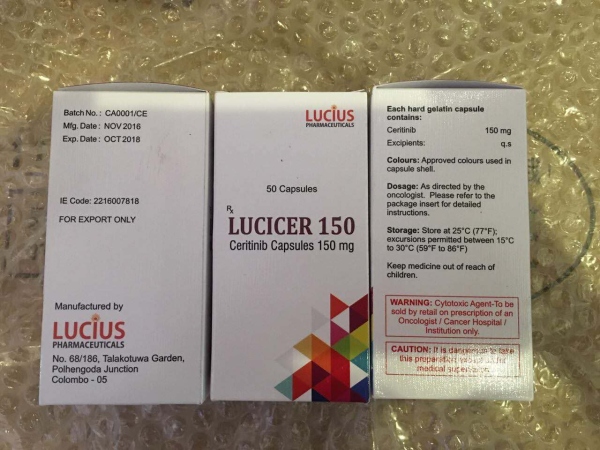 Batch No. : CA0001/CE
Mfg. Date : NOV 2016
Exp. Date : OCT 2018
IE Code: 2216007818
FOR EXPORT ONLY
Manufactured by
LUCIUS
PHARMACEUTICALS
No. 68/186, Talakotuwa Garden,
Polhengoda Junction
Colombo - 05
LUCIUS
PHARMACEUTICALS
50 Capsules
Rx
LUCICER 150
Ceritinib Capsules 150 mg
Each hard gelatin capsule
contains:
Ceritinib 150 mg
Excipients: q.s
Colours: Approved colours used in
capsule shell.
Dosage: As directed by the
oncologist. Please refer to the
package insert for detailed
instructions.
Storage: Store at 25°C (77°F);
excursions permitted between 15°C
to 30°C (59°F to 86°F)
Keep medicine out of reach of
children.
WARNING: Cytotoxic Agent-To be
sold by retail on prescription of an
Oncologist / Cancer Hospital /
Institution only.
CAUTION: It is dangerous to take
this preparation except under
medical supervision.